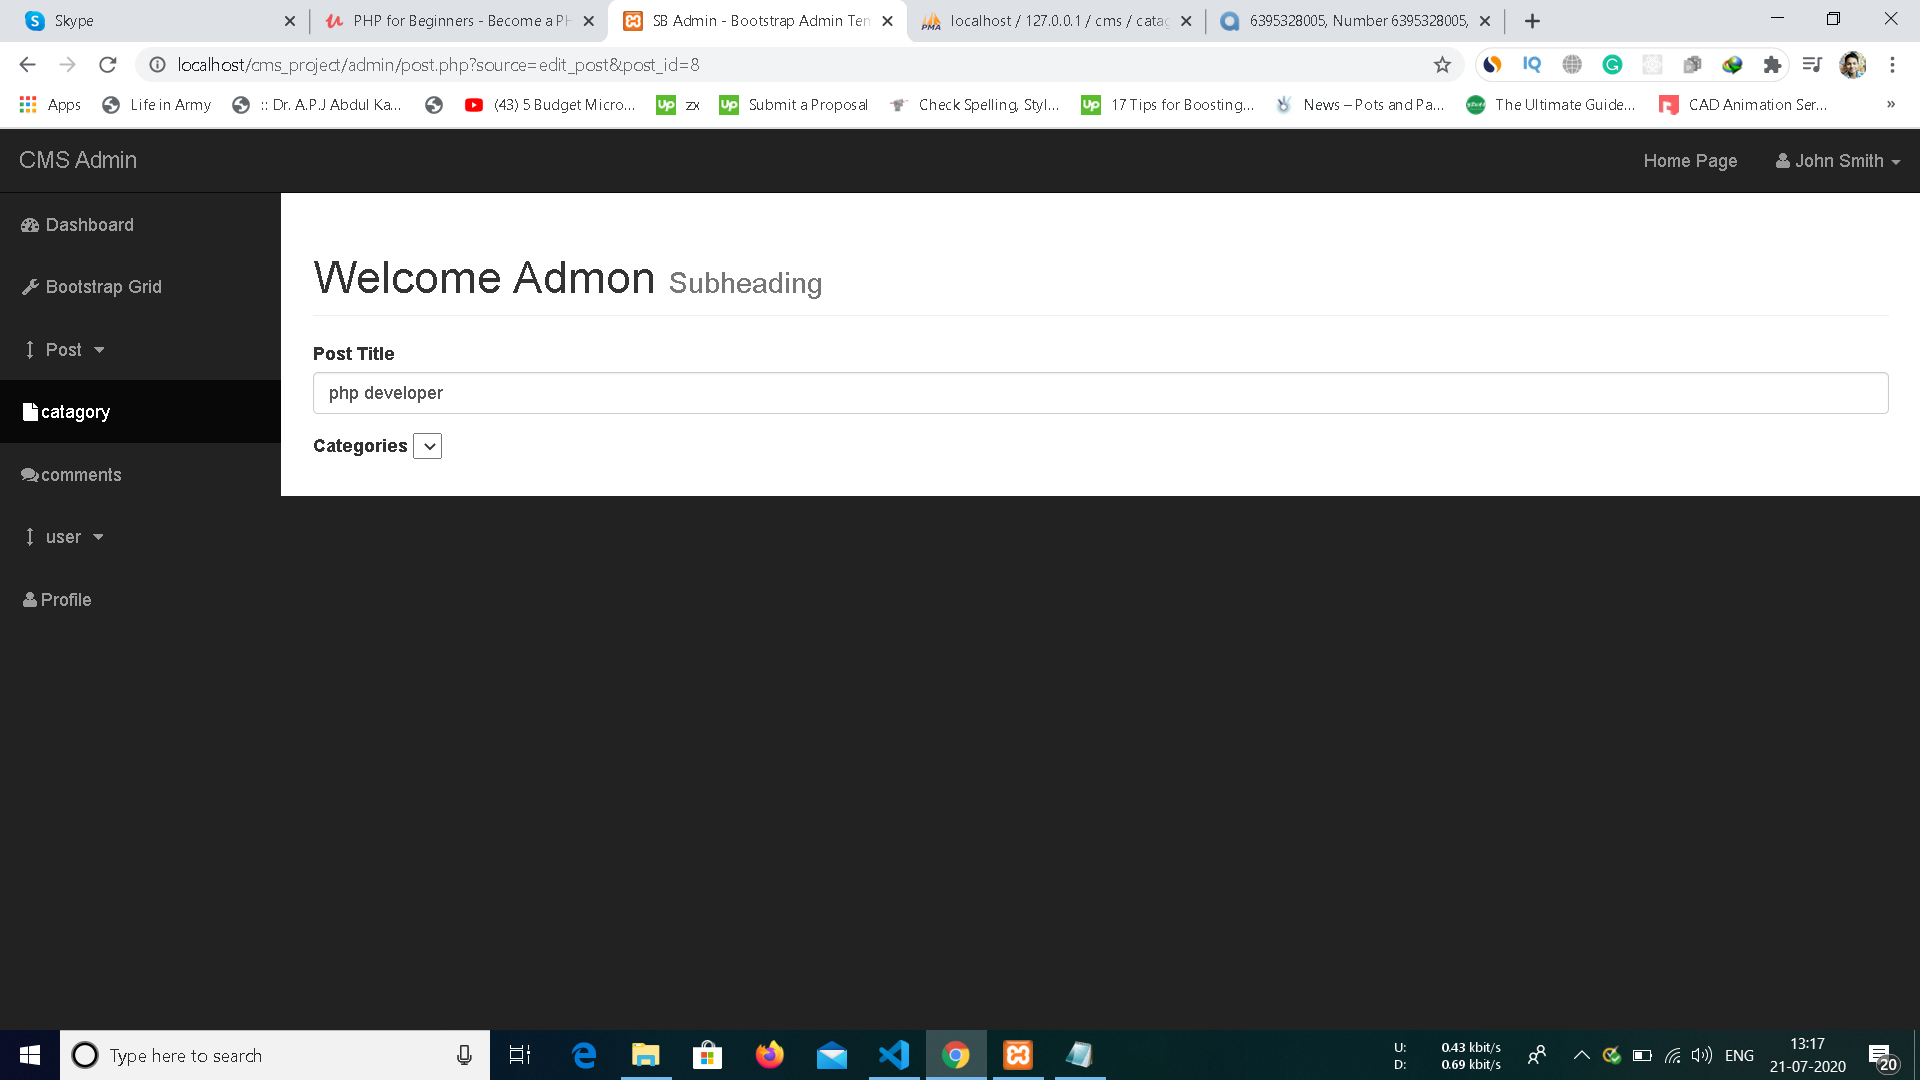 Skype
PHP for Beginners - Become a PH
SB Admin - Bootstrap Admin Ten
localhost / 127.0.0.1 / cms / catag
6395328005, Number 6395328005,
localhost/cms_project/admin/post.php?source=edit_post&post_id=8
Apps
Life in Army
:: Dr. A.P.J Abdul Ka...
(43) 5 Budget Micro...
zx
Submit a Proposal
Check Spelling, Styl...
17 Tips for Boosting...
News – Pots and Pa...
The Ultimate Guide...
CAD Animation Ser...
»
CMS Admin
Home Page
John Smith
Dashboard
Bootstrap Grid
Post
catagory
comments
user
Profile
Welcome Admon Subheading
Post Title
php developer
Categories
Type here to search
U: 0.43 kbit/s
D: 0.69 kbit/s
ENG
13:17
21-07-2020
20